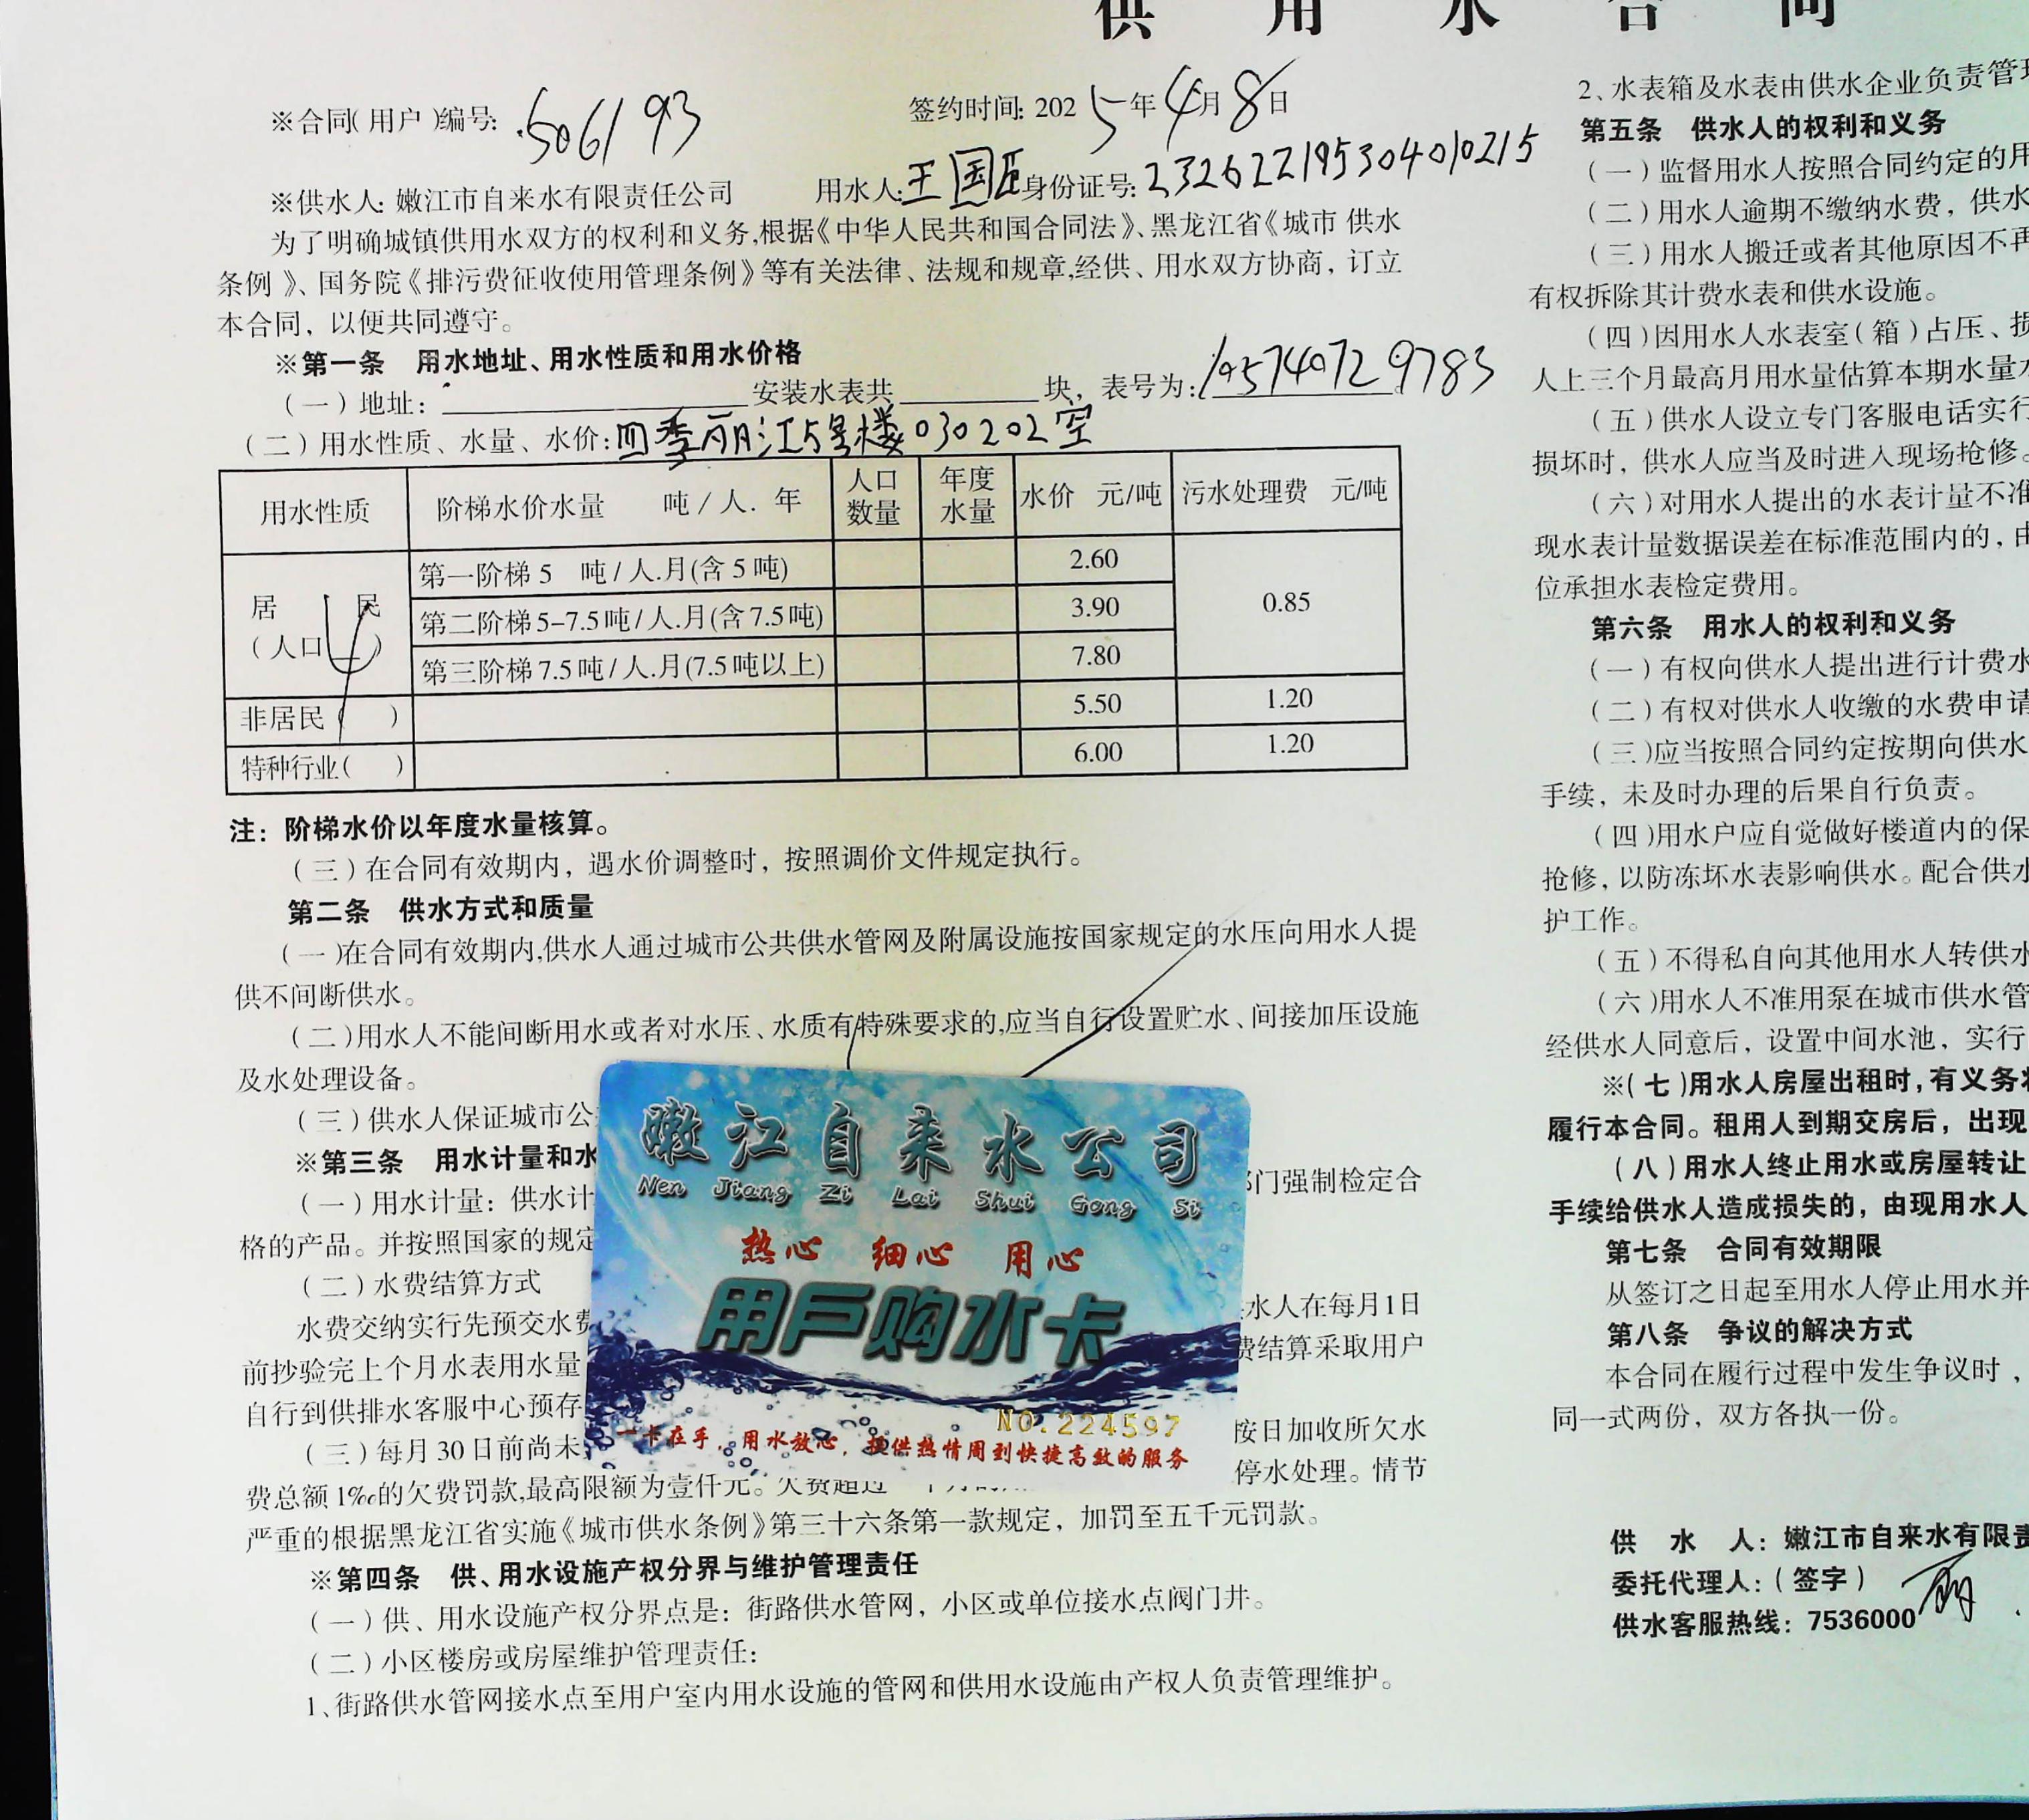 供用水合同
※合同(用户)编号: 506193
签约时间: 2025年4月8日
※供水人: 嫩江市自来水有限责任公司 用水人: 王国臣 身份证号: 232622195304010215
为了明确城镇供用水双方的权利和义务,根据《中华人民共和国合同法》、黑龙江省《城市 供水
条例 》、国务院《排污费征收使用管理条例》等有关法律、法规和规章,经供、用水双方协商，订立
本合同，以便共同遵守。
※第一条 用水地址、用水性质和用水价格
(一)地址: 安装水表共 块，表号为: 195740729783
(二)用水性质、水量、水价: 四季丽江5号楼030202空
用水性质 阶梯水价水量 吨/人. 年 人口数量 年度水量 水价 元/吨 污水处理费 元/吨
居 民 (人口 ) 第一阶梯5 吨/人.月(含5吨) 2.60 0.85
第二阶梯5-7.5吨/人.月(含7.5吨) 3.90
第三阶梯7.5吨/人.月(7.5吨以上) 7.80
非居民( ) 5.50 1.20
特种行业( ) 6.00 1.20
注：阶梯水价以年度水量核算。
(三)在合同有效期内，遇水价调整时，按照调价文件规定执行。
第二条 供水方式和质量
(一)在合同有效期内,供水人通过城市公共供水管网及附属设施按国家规定的水压向用水人提
供不间断供水。
(二)用水人不能间断用水或者对水压、水质有特殊要求的,应当自行设置贮水、间接加压设施
及水处理设备。
(三)供水人保证城市公
※第三条 用水计量和水
(一)用水计量：供水计 门强制检定合
格的产品。并按照国家的规定
(二)水费结算方式
水费交纳实行先预交水费 水人在每月1日
前抄验完上个月水表用水量 费结算采取用户
自行到供排水客服中心预存
(三)每月30日前尚未 按日加收所欠水
费总额1‰的欠费罚款,最高限额为壹仟元。欠费超过 停水处理。情节
严重的根据黑龙江省实施《城市供水条例》第三十六条第一款规定，加罚至五千元罚款。
※第四条 供、用水设施产权分界与维护管理责任
(一)供、用水设施产权分界点是：街路供水管网，小区或单位接水点阀门井。
(二)小区楼房或房屋维护管理责任：
1、街路供水管网接水点至用户室内用水设施的管网和供用水设施由产权人负责管理维护。
嫩江自来水公司
Nen Jiang Zi Lai Shui Gong Si
热心 细心 用心
用户购水卡
NO.224597
一卡在手，用水放心，提供热情周到快捷高效的服务
2、水表箱及水表由供水企业负责管理
第五条 供水人的权利和义务
(一)监督用水人按照合同约定的用
(二)用水人逾期不缴纳水费，供水
(三)用水人搬迁或者其他原因不再
有权拆除其计费水表和供水设施。
(四)因用水人水表室(箱)占压、损
人上三个月最高月用水量估算本期水量水
(五)供水人设立专门客服电话实行
损坏时，供水人应当及时进入现场抢修。
(六)对用水人提出的水表计量不准
现水表计量数据误差在标准范围内的，由
位承担水表检定费用。
第六条 用水人的权利和义务
(一)有权向供水人提出进行计费水
(二)有权对供水人收缴的水费申请
(三)应当按照合同约定按期向供水
手续，未及时办理的后果自行负责。
(四)用水户应自觉做好楼道内的保
抢修，以防冻坏水表影响供水。配合供水
护工作。
(五)不得私自向其他用水人转供水
(六)用水人不准用泵在城市供水管
经供水人同意后，设置中间水池，实行
※(七)用水人房屋出租时,有义务将
履行本合同。租用人到期交房后，出现
(八)用水人终止用水或房屋转让
手续给供水人造成损失的，由现用水人
第七条 合同有效期限
从签订之日起至用水人停止用水并
第八条 争议的解决方式
本合同在履行过程中发生争议时，
同一式两份，双方各执一份。
供 水 人：嫩江市自来水有限责
委托代理人：(签字)
供水客服热线：7536000